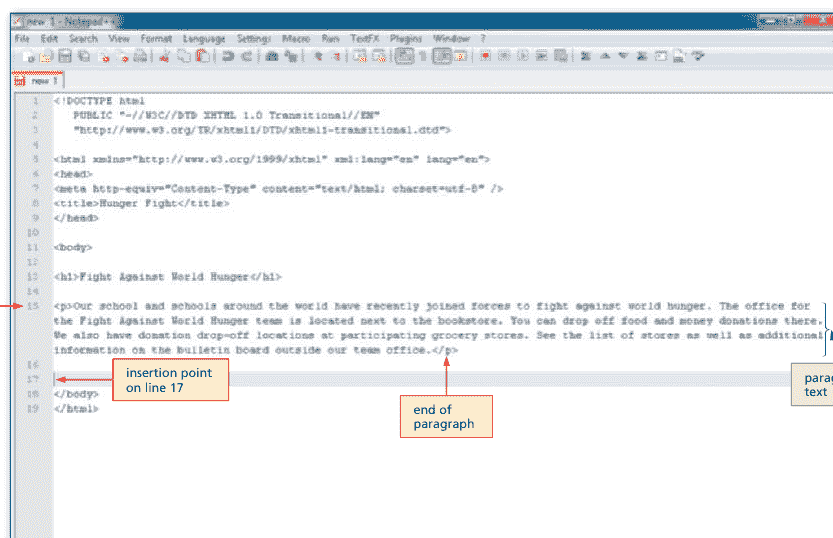 new 1 - Notepad++
File Edit Search View Format Language Settings Macro Run TextFX Plugins Window ?
new 1
1 <!DOCTYPE html
2 PUBLIC "-//W3C//DTD XHTML 1.0 Transitional//EN"
3 "http://www.w3.org/TR/xhtml1/DTD/xhtml1-transitional.dtd">
4
5 <html xmlns="http://www.w3.org/1999/xhtml" xml:lang="en" lang="en">
6 <head>
7 <meta http-equiv="Content-Type" content="text/html; charset=utf-8" />
8 <title>Hunger Fight</title>
9 </head>
10
11 <body>
12
13 <h1>Fight Against World Hunger</h1>
14
15 <p>Our school and schools around the world have recently joined forces to fight against world hunger. The office for
the Fight Against World Hunger team is located next to the bookstore. You can drop off food and money donations there.
We also have donation drop-off locations at participating grocery stores. See the list of stores as well as additional
information on the bulletin board outside our team office.</p>
16
17
18 </body>
19 </html>
insertion point
on line 17
end of
paragraph
parag
text